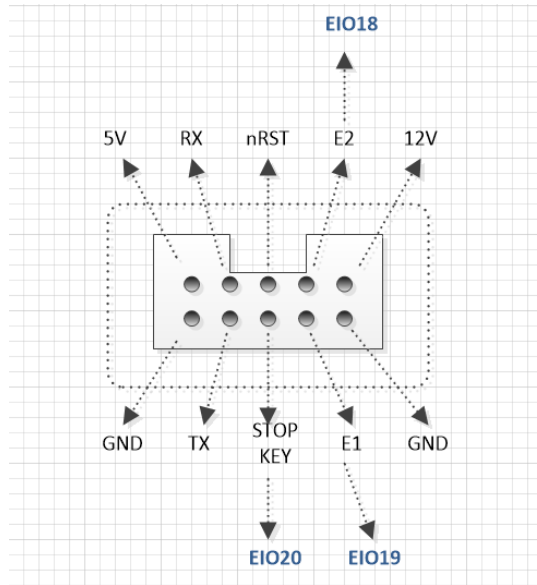 EIO18
5V RX nRST E2 12V
GND TX STOP KEY E1 GND
EIO20 EIO19